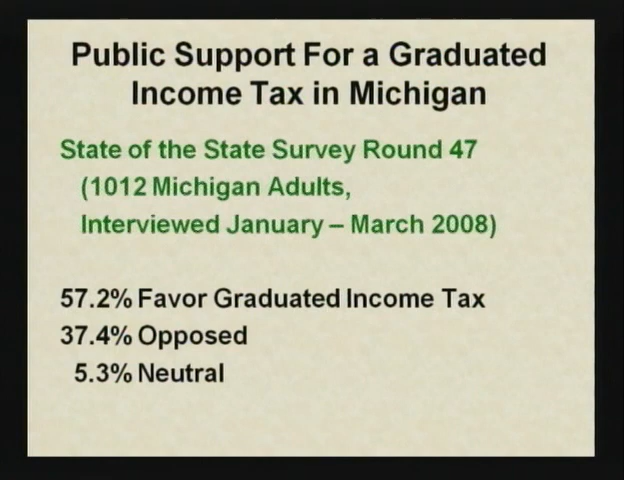 Public Support For a Graduated
Income Tax in Michigan
State of the State Survey Round 47
(1012 Michigan Adults,
Interviewed January – March 2008)
57.2% Favor Graduated Income Tax
37.4% Opposed
5.3% Neutral